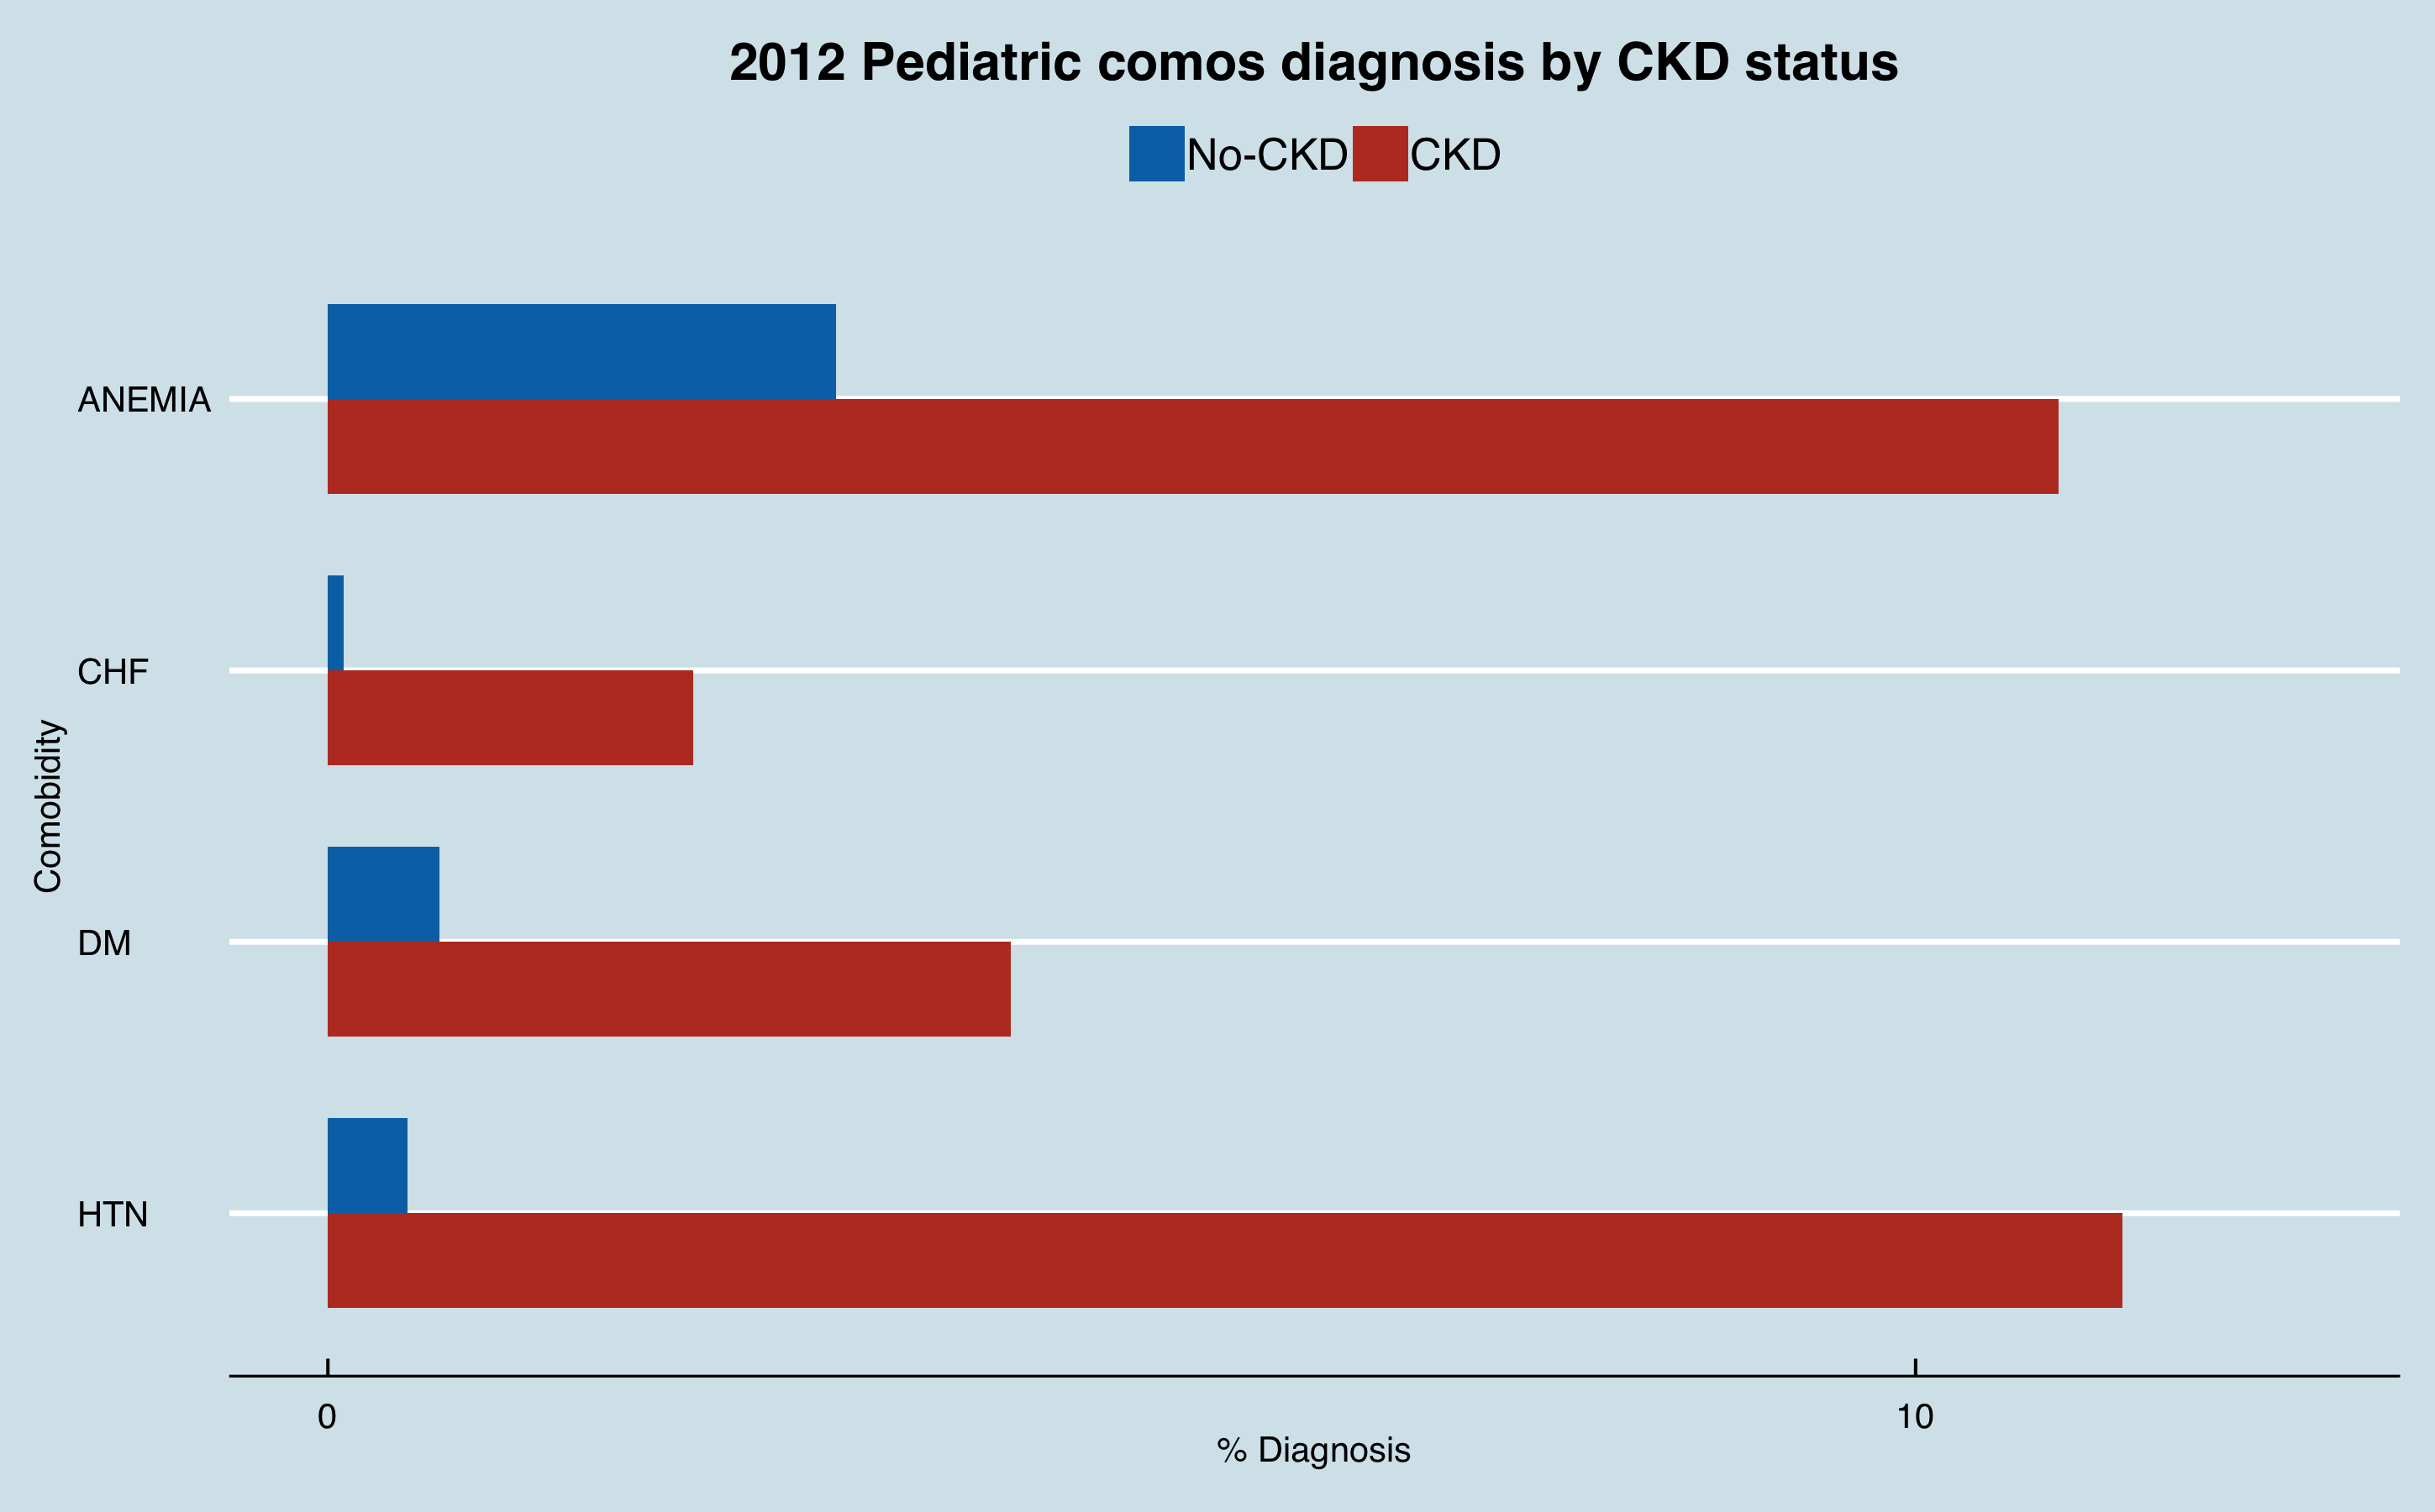 2012 Pediatric comos diagnosis by CKD status
No-CKD CKD
ANEMIA
CHF
DM
HTN
Comobidity
0 10
% Diagnosis